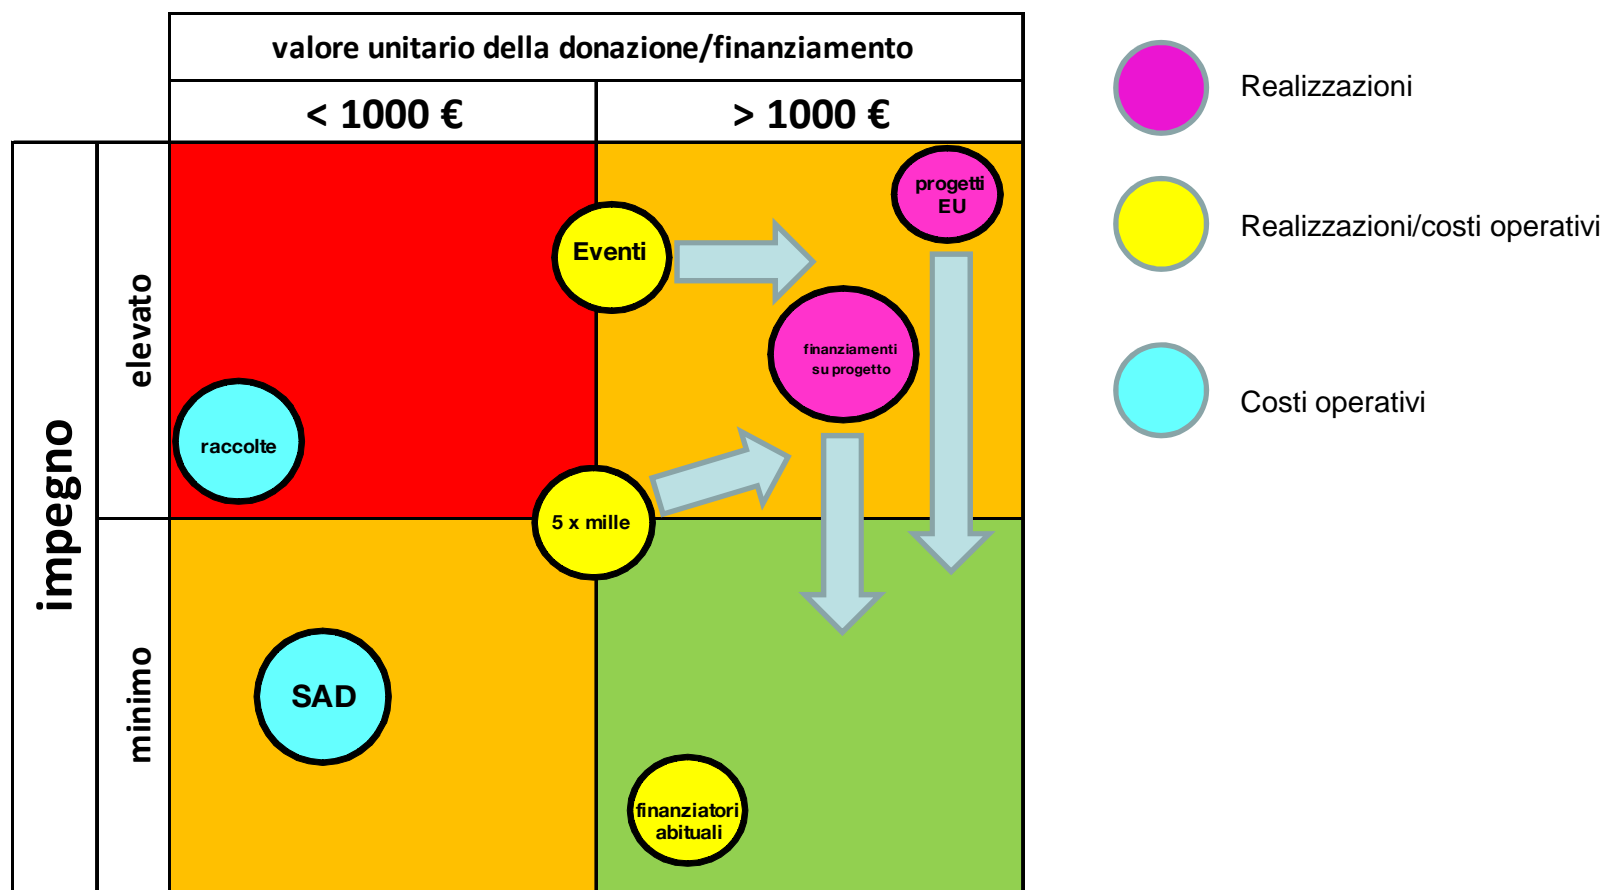 valore unitario della donazione/finanziamento
< 1000 €
> 1000 €
impegno
elevato
minimo
progetti
EU
Eventi
finanziamenti
su progetto
raccolte
5 x mille
SAD
finanziatori
abituali
Realizzazioni
Realizzazioni/costi operativi
Costi operativi